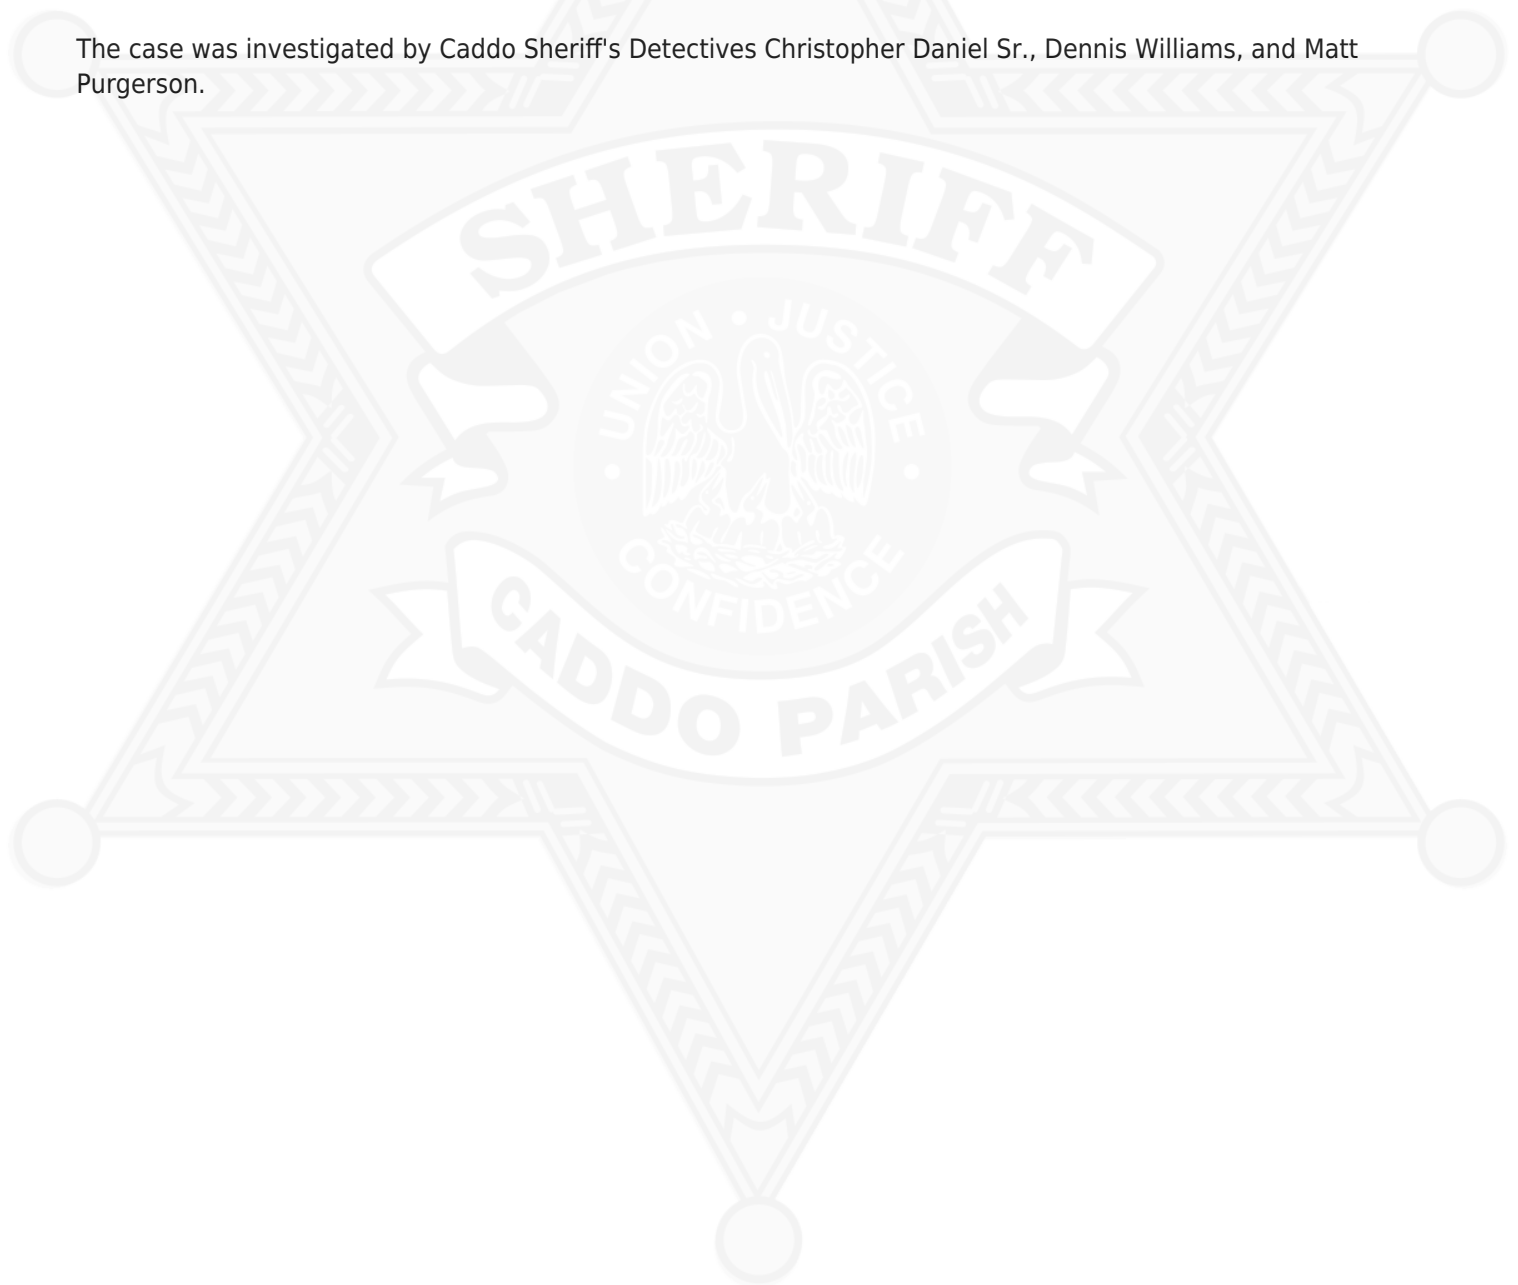 The case was investigated by Caddo Sheriff's Detectives Christopher Daniel Sr., Dennis Williams, and Matt
Purgerson.
SHERIFF
UNION • JUSTICE
• CONFIDENCE •
CADDO PARISH